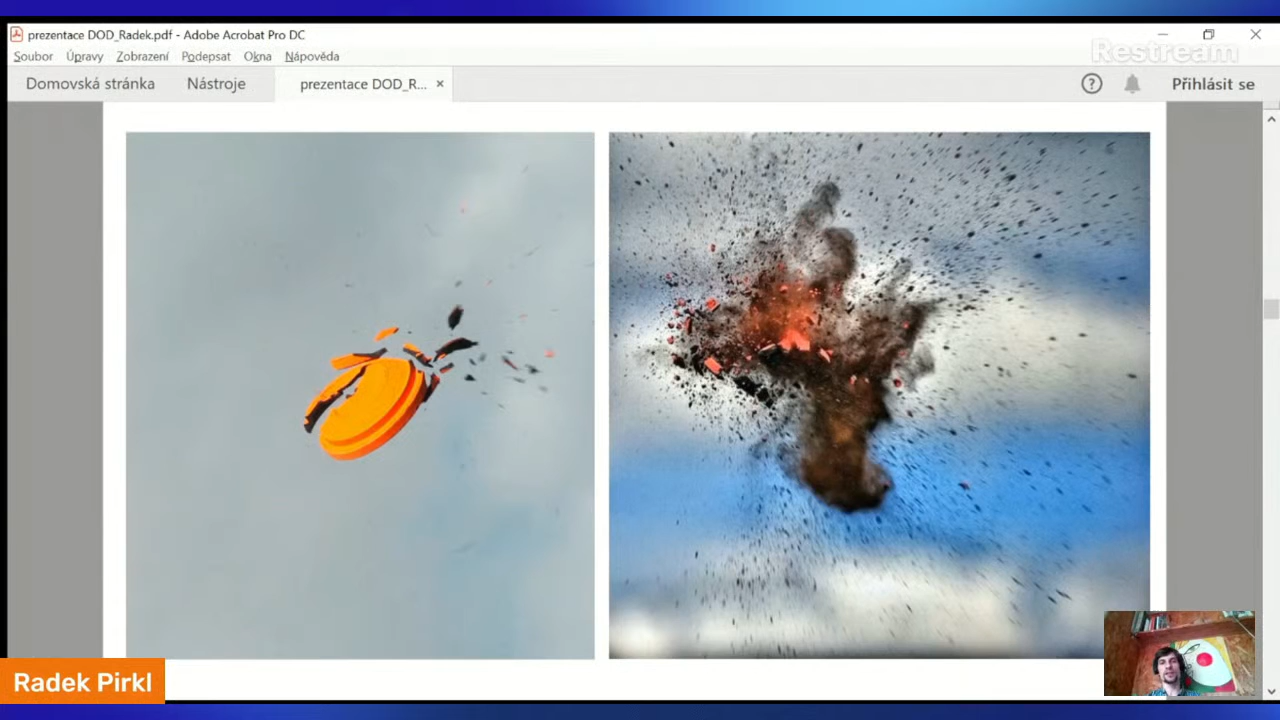 prezentace DOD_Radek.pdf - Adobe Acrobat Pro DC
Restream
Soubor Úpravy Zobrazení Podepsat Okna Nápověda
Domovská stránka Nástroje prezentace DOD_R... × ? Přihlásit se
Radek Pirkl